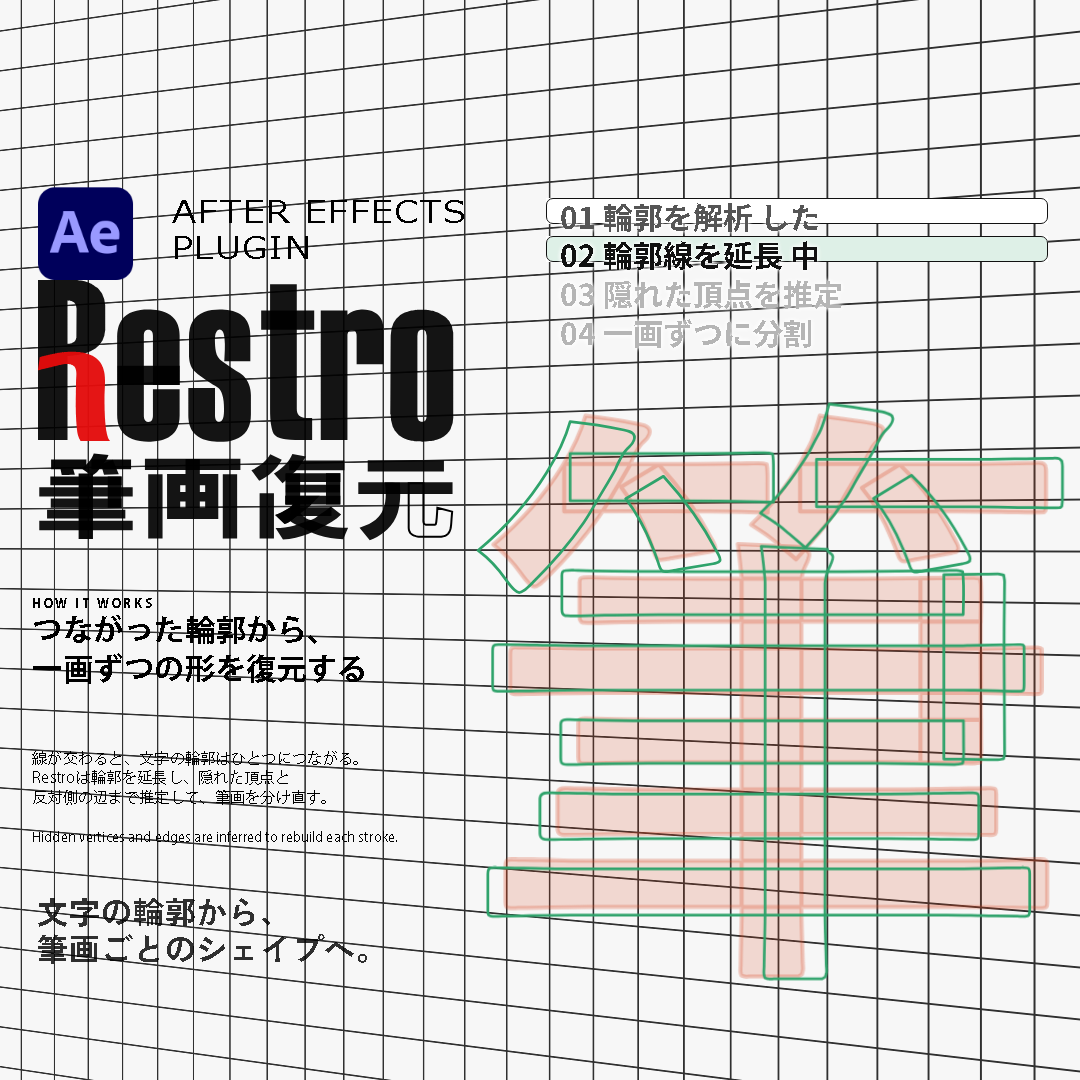 Ae
AFTER EFFECTS
PLUGIN
Restro
筆画復元
HOW IT WORKS
つながった輪郭から、
一画ずつの形を復元する
線が交わると、文字の輪郭はひとつにつながる。
Restroは輪郭を延長し、隠れた頂点と
反対側の辺まで推定して、筆画を分け直す。
Hidden vertices and edges are inferred to rebuild each stroke.
文字の輪郭から、
筆画ごとのシェイプへ。
01 輪郭を解析 した
02 輪郭線を延長 中
03 隠れた頂点を推定
04 一画ずつに分割
筆